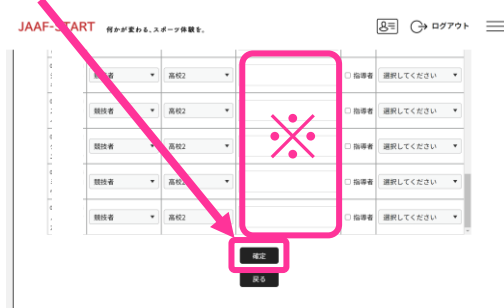 JAAF-START 何かが変わる、スポーツ体験を。 ログアウト
競技者 高校2 指導者 選択してください
競技者 高校2 ※ 指導者 選択してください
競技者 高校2 指導者 選択してください
競技者 高校2 指導者 選択してください
競技者 高校2 指導者 選択してください
確定
戻る